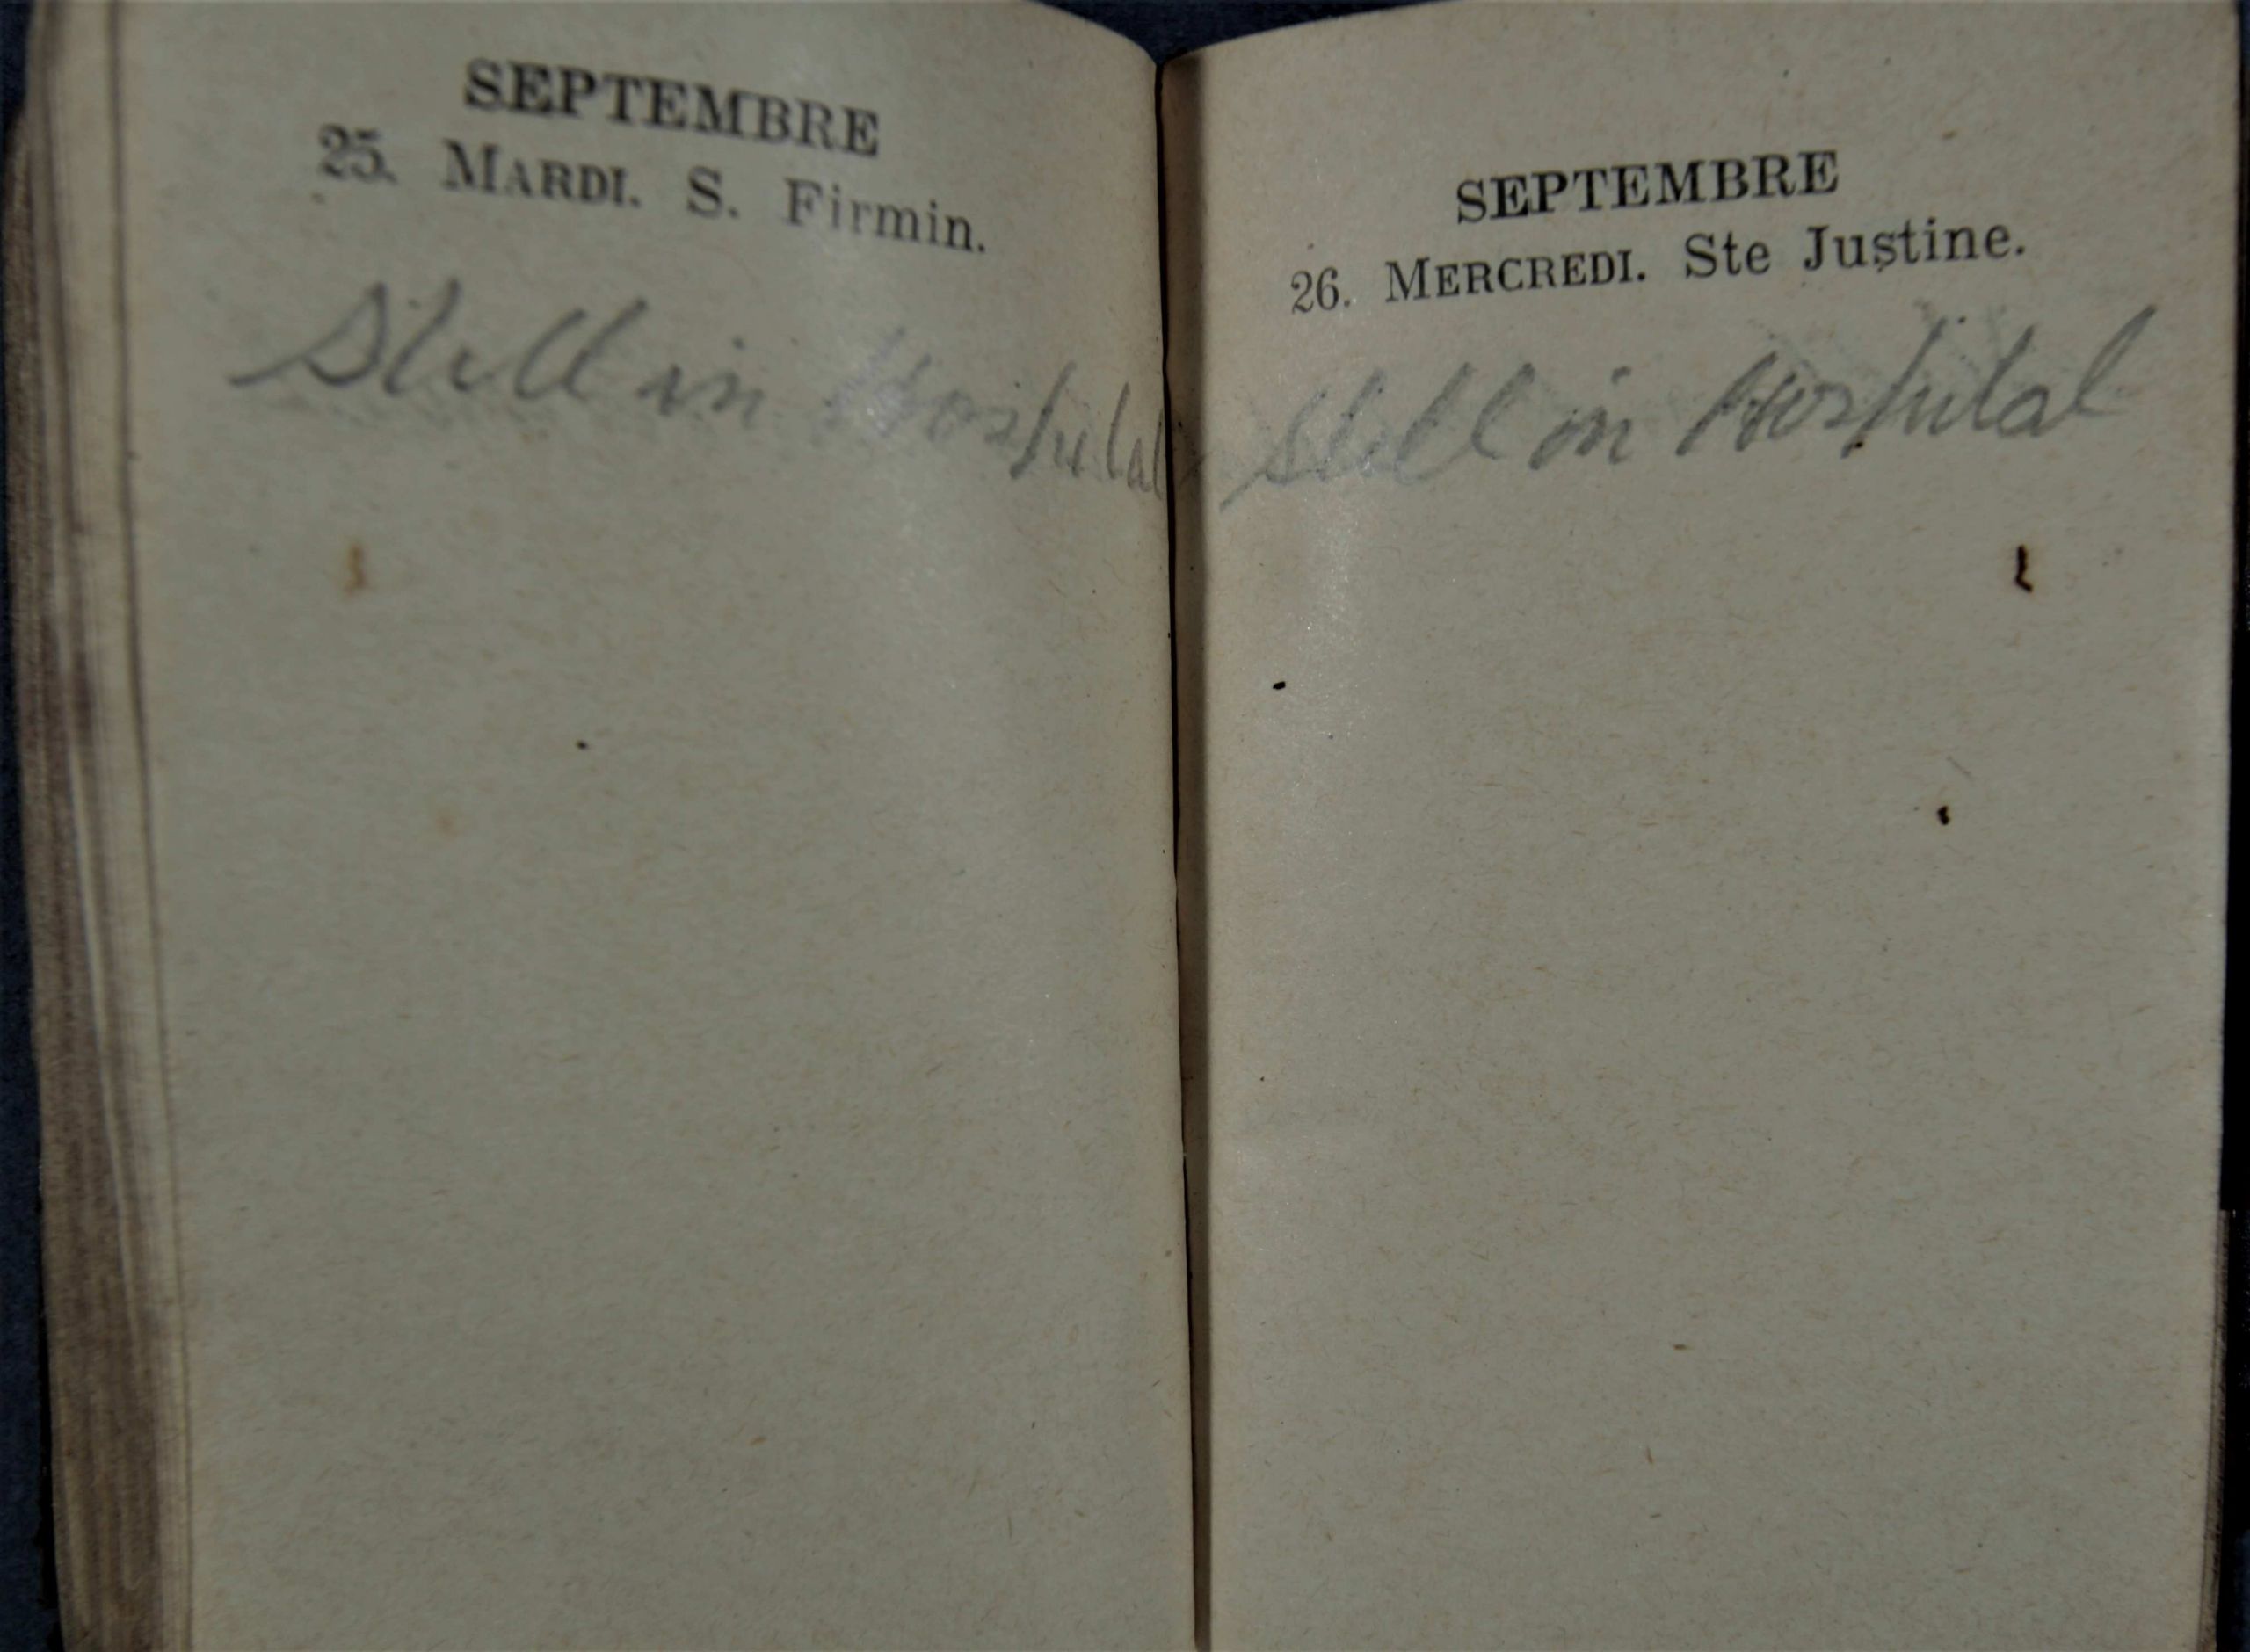 SEPTEMBRE
25. MARDI. S. Firmin.
Still in Hospital
SEPTEMBRE
26. MERCREDI. Ste Justine.
Still in Hospital